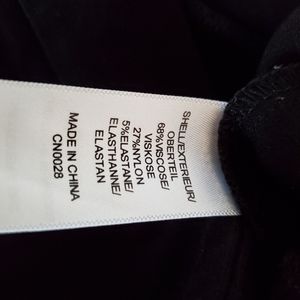 SHELL/EXTERIEUR/
OBERTEIL
68%VISCOSE/
VISKOSE
27%NYLON
5%ELASTANE/
ELASTHANNE/
ELASTAN
MADE IN CHINA
CN0028